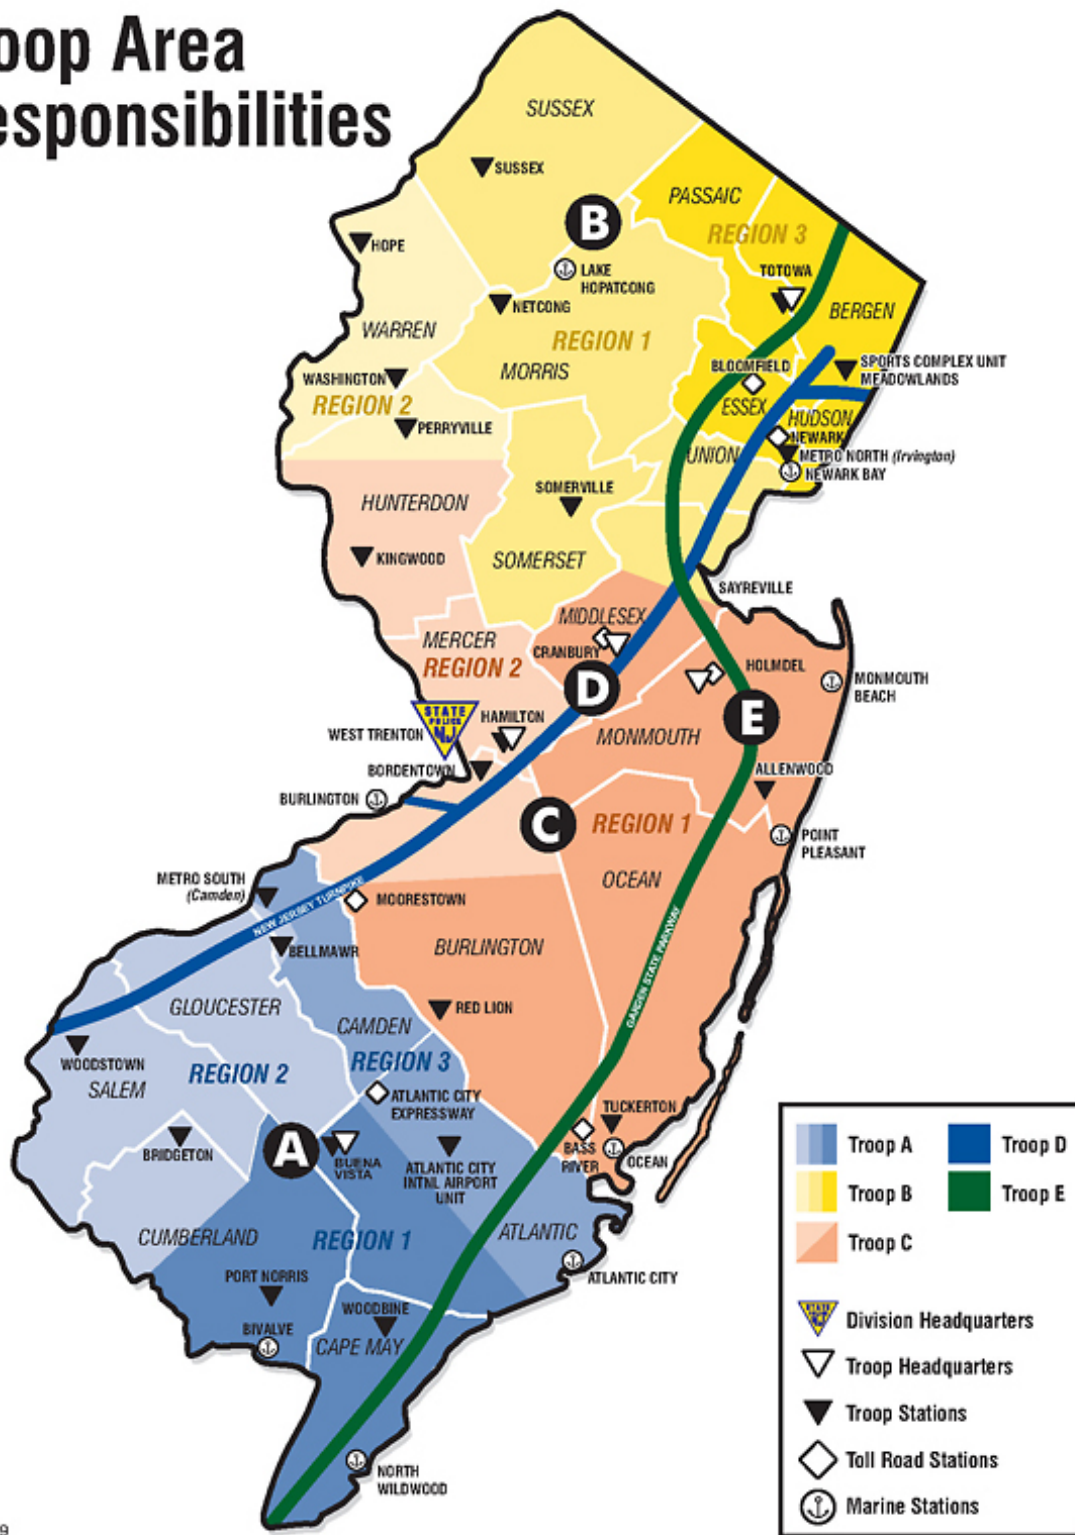 oop Area
esponsibilities
SUSSEX
SUSSEX
PASSAIC
B
REGION 3
HOPE
LAKE
HOPATCONG
TOTOWA
NETCONG
BERGEN
WARREN
REGION 1
MORRIS
BLOOMFIELD
SPORTS COMPLEX UNIT
MEADOWLANDS
WASHINGTON
REGION 2
ESSEX
HUDSON
PERRYVILLE
NEWARK
UNION
METRO NORTH (Irvington)
NEWARK BAY
HUNTERDON
SOMERVILLE
KINGWOOD
SOMERSET
SAYREVILLE
MIDDLESEX
MERCER
CRANBURY
REGION 2
HOLMDEL
MONMOUTH
BEACH
D
STATE
POLICE
NJ
HAMILTON
E
WEST TRENTON
MONMOUTH
BORDENTOWN
ALLENWOOD
BURLINGTON
C
REGION 1
POINT
PLEASANT
METRO SOUTH
(Camden)
OCEAN
NEW JERSEY TURNPIKE
MOORESTOWN
BELLMAWR
BURLINGTON
GARDEN STATE PARKWAY
GLOUCESTER
RED LION
CAMDEN
WOODSTOWN
REGION 3
SALEM
REGION 2
ATLANTIC CITY
EXPRESSWAY
TUCKERTON
A
BRIDGETON
BUENA
VISTA
ATLANTIC CITY
INTNL AIRPORT
UNIT
BASS
RIVER
OCEAN
CUMBERLAND
REGION 1
ATLANTIC
PORT NORRIS
ATLANTIC CITY
WOODBINE
BIVALVE
CAPE MAY
NORTH
WILDWOOD
Troop A
Troop D
Troop B
Troop E
Troop C
STATE
NJ
Division Headquarters
Troop Headquarters
Troop Stations
Toll Road Stations
Marine Stations
9